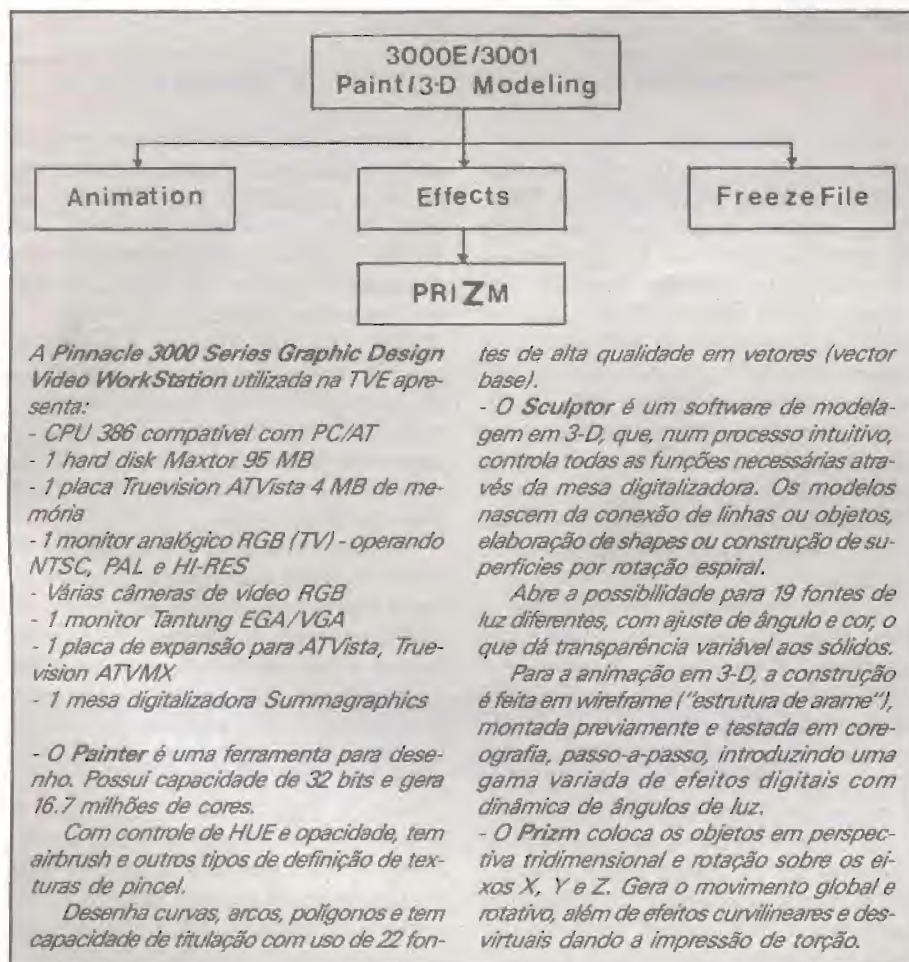 3000E/3001
Paint/3-D Modeling
Animation
Effects
FreezeFile
PRIZM
A Pinnacle 3000 Series Graphic Design
Video WorkStation utilizada na TVE apre-
senta:
- CPU 386 compatível com PC/AT
- 1 hard disk Maxtor 95 MB
- 1 placa Truevision ATVista 4 MB de me-
mória
- 1 monitor analógico RGB (TV) - operando
NTSC, PAL e HI-RES
- Várias câmeras de vídeo RGB
- 1 monitor Tantung EGA/VGA
- 1 placa de expansão para ATVista, True-
vision ATVMX
- 1 mesa digitalizadora Summagraphics
- O Painter é uma ferramenta para dese-
nho. Possui capacidade de 32 bits e gera
16.7 milhões de cores.
Com controle de HUE e opacidade, tem
airbrush e outros tipos de definição de tex-
turas de pincel.
Desenha curvas, arcos, polígonos e tem
capacidade de titulação com uso de 22 fon-
tes de alta qualidade em vetores (vector
base).
- O Sculptor é um software de modela-
gem em 3-D, que, num processo intuitivo,
controla todas as funções necessárias atra-
vés da mesa digitalizadora. Os modelos
nascem da conexão de linhas ou objetos,
elaboração de shapes ou construção de su-
perfícies por rotação espiral.
Abre a possibilidade para 19 fontes de
luz diferentes, com ajuste de ângulo e cor, o
que dá transparência variável aos sólidos.
Para a animação em 3-D, a construção
é feita em wireframe ("estrutura de arame"),
montada previamente e testada em core-
ografia, passo-a-passo, introduzindo uma
gama variada de efeitos digitais com
dinâmica de ângulos de luz.
- O Prizm coloca os objetos em perspec-
tiva tridimensional e rotação sobre os ei-
xos X, Y e Z. Gera o movimento global e
rotativo, além de efeitos curvilineares e des-
virtuais dando a impressão de torção.